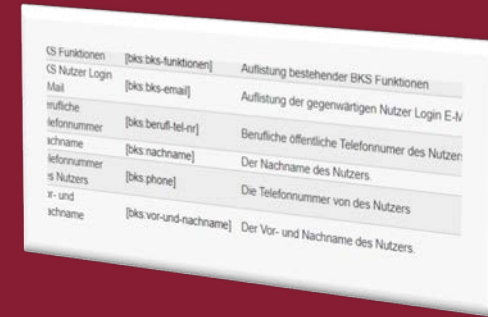 KS Funktionen [bks:bks-funktionen] Auflistung bestehender BKS Funktionen
KS Nutzer Login
Mail [bks:bks-email] Auflistung der gegenwärtigen Nutzer Login E-M
erufliche
lefonnummer [bks:berufl-tel-nr] Berufliche öffentliche Telefonnumer des Nutzers
achname [bks:nachname] Der Nachname des Nutzers.
lefonnummer
es Nutzers [bks:phone] Die Telefonnummer von des Nutzers
or- und
achname [bks:vor-und-nachname] Der Vor- und Nachname des Nutzers.